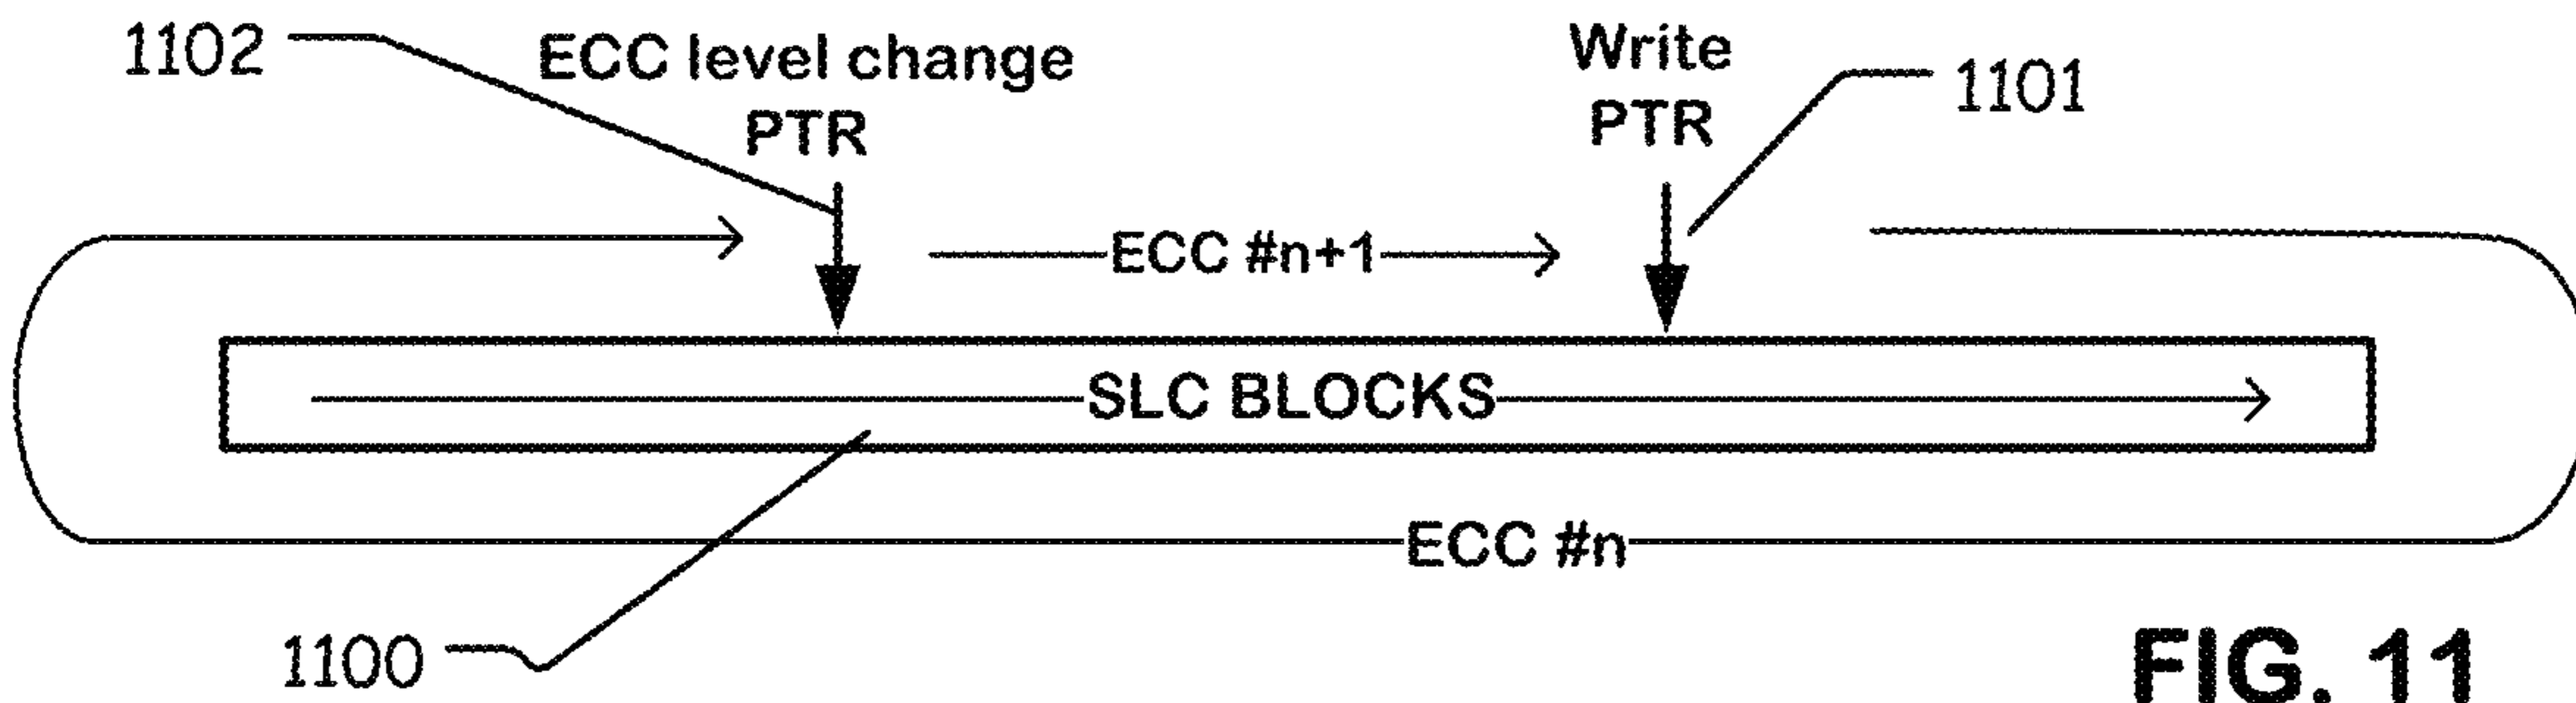 1102
ECC level change
PTR
Write
PTR
1101
ECC #n+1
SLC BLOCKS
ECC #n
1100
FIG. 11